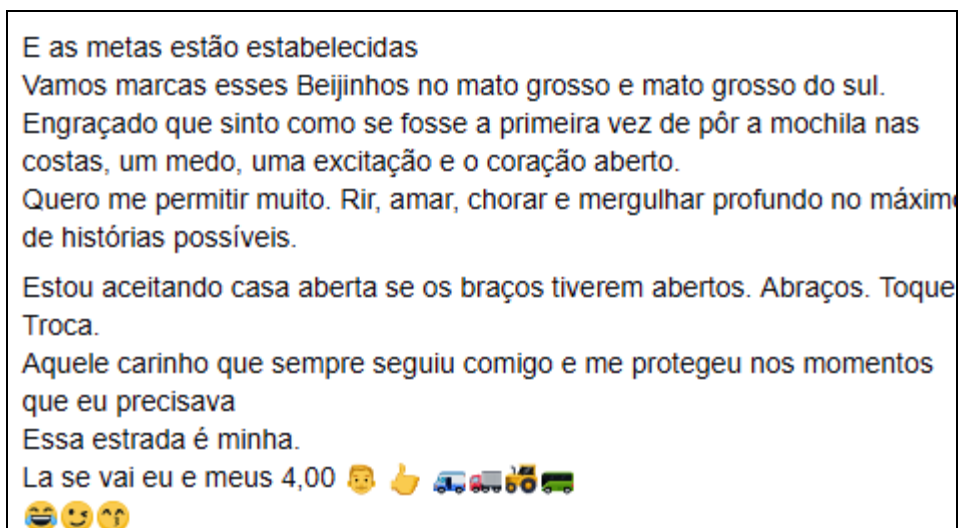 E as metas estão estabelecidas
Vamos marcas esses Beijinhos no mato grosso e mato grosso do sul.
Engraçado que sinto como se fosse a primeira vez de pôr a mochila nas
costas, um medo, uma excitação e o coração aberto.
Quero me permitir muito. Rir, amar, chorar e mergulhar profundo no máximo
de histórias possíveis.
Estou aceitando casa aberta se os braços tiverem abertos. Abraços. Toque
Troca.
Aquele carinho que sempre seguiu comigo e me protegeu nos momentos
que eu precisava
Essa estrada é minha.
La se vai eu e meus 4,00 👨 👍 🚐🚛🚜🚌
😂😉😙